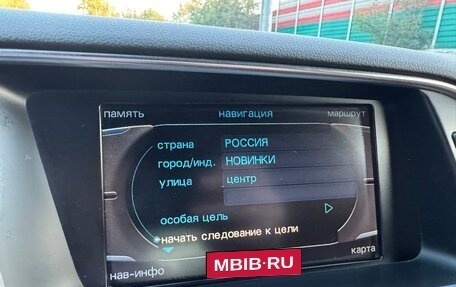 память навигация маршрут
страна РОССИЯ
город/инд. НОВИНКИ
улица центр
особая цель
начать следование к цели
нав-инфо карта
MBIB•RU